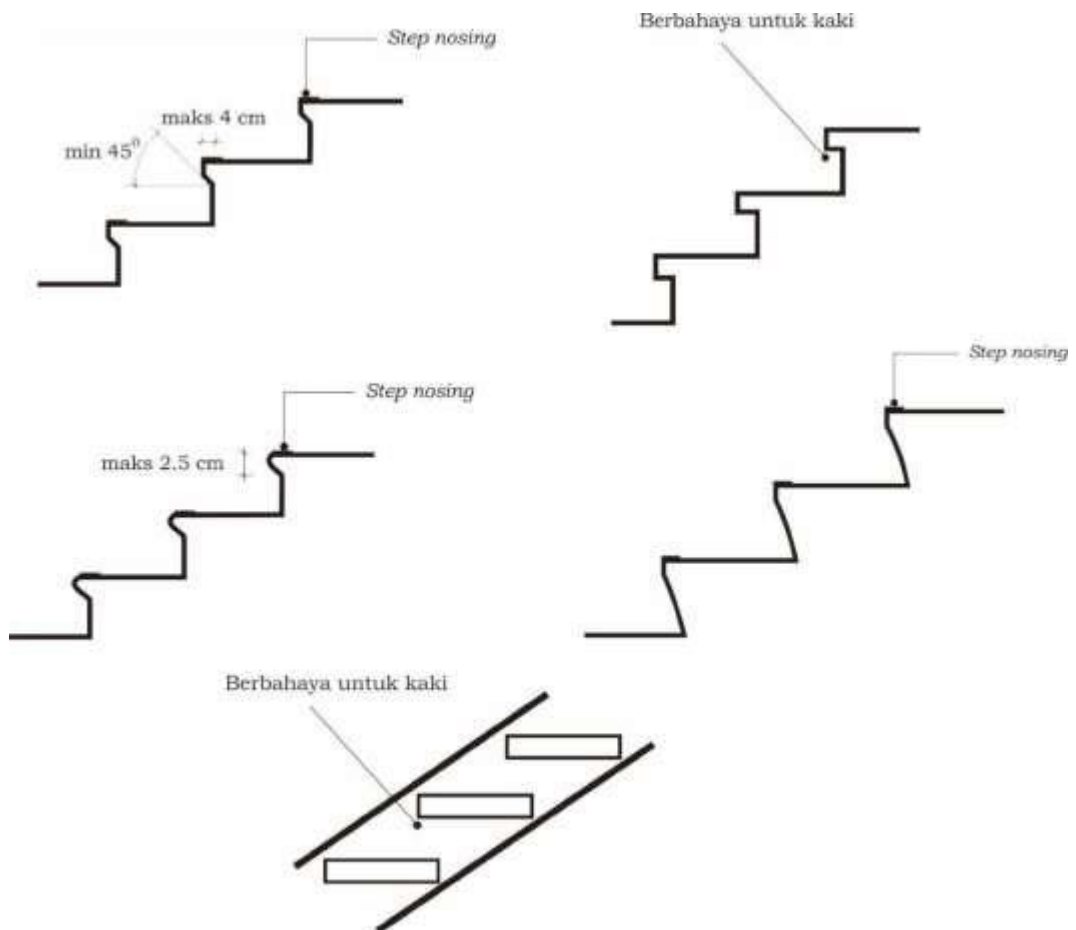 Step nosing
maks 4 cm
min 45⁰
Berbahaya untuk kaki
Step nosing
maks 2.5 cm
Step nosing
Berbahaya untuk kaki